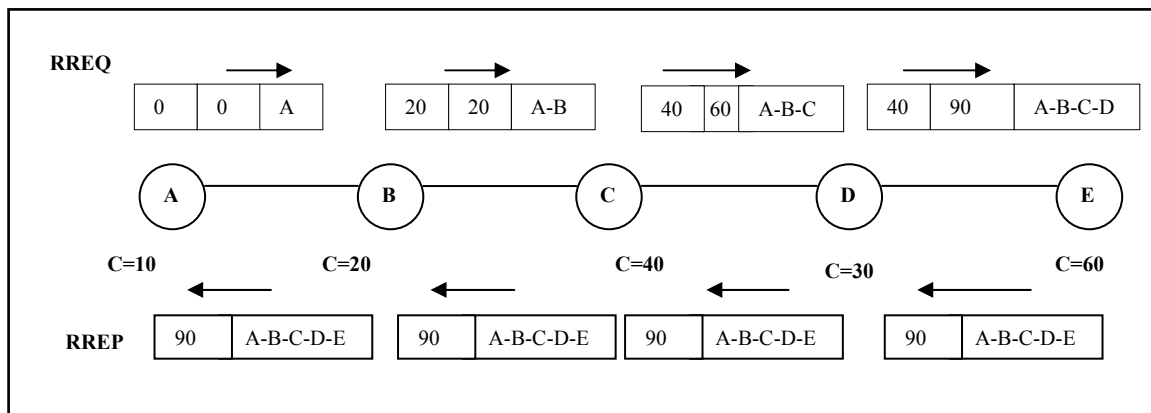 RREQ
0 0 A 20 20 A-B 40 60 A-B-C 40 90 A-B-C-D
A B C D E
C=10 C=20 C=40 C=30 C=60
RREP 90 A-B-C-D-E 90 A-B-C-D-E 90 A-B-C-D-E 90 A-B-C-D-E